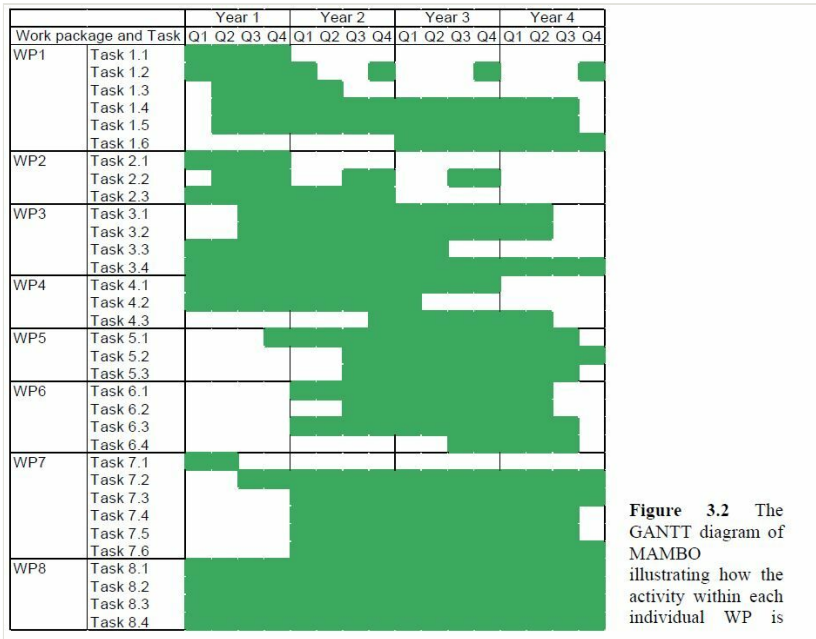 Year 1 Year 2 Year 3 Year 4
Work package and Task Q1 Q2 Q3 Q4 Q1 Q2 Q3 Q4 Q1 Q2 Q3 Q4 Q1 Q2 Q3 Q4
WP1 Task 1.1
Task 1.2
Task 1.3
Task 1.4
Task 1.5
Task 1.6
WP2 Task 2.1
Task 2.2
Task 2.3
WP3 Task 3.1
Task 3.2
Task 3.3
Task 3.4
WP4 Task 4.1
Task 4.2
Task 4.3
WP5 Task 5.1
Task 5.2
Task 5.3
WP6 Task 6.1
Task 6.2
Task 6.3
Task 6.4
WP7 Task 7.1
Task 7.2
Task 7.3
Task 7.4
Task 7.5
Task 7.6
WP8 Task 8.1
Task 8.2
Task 8.3
Task 8.4
Figure 3.2 The
GANTT diagram of
MAMBO
illustrating how the
activity within each
individual WP is